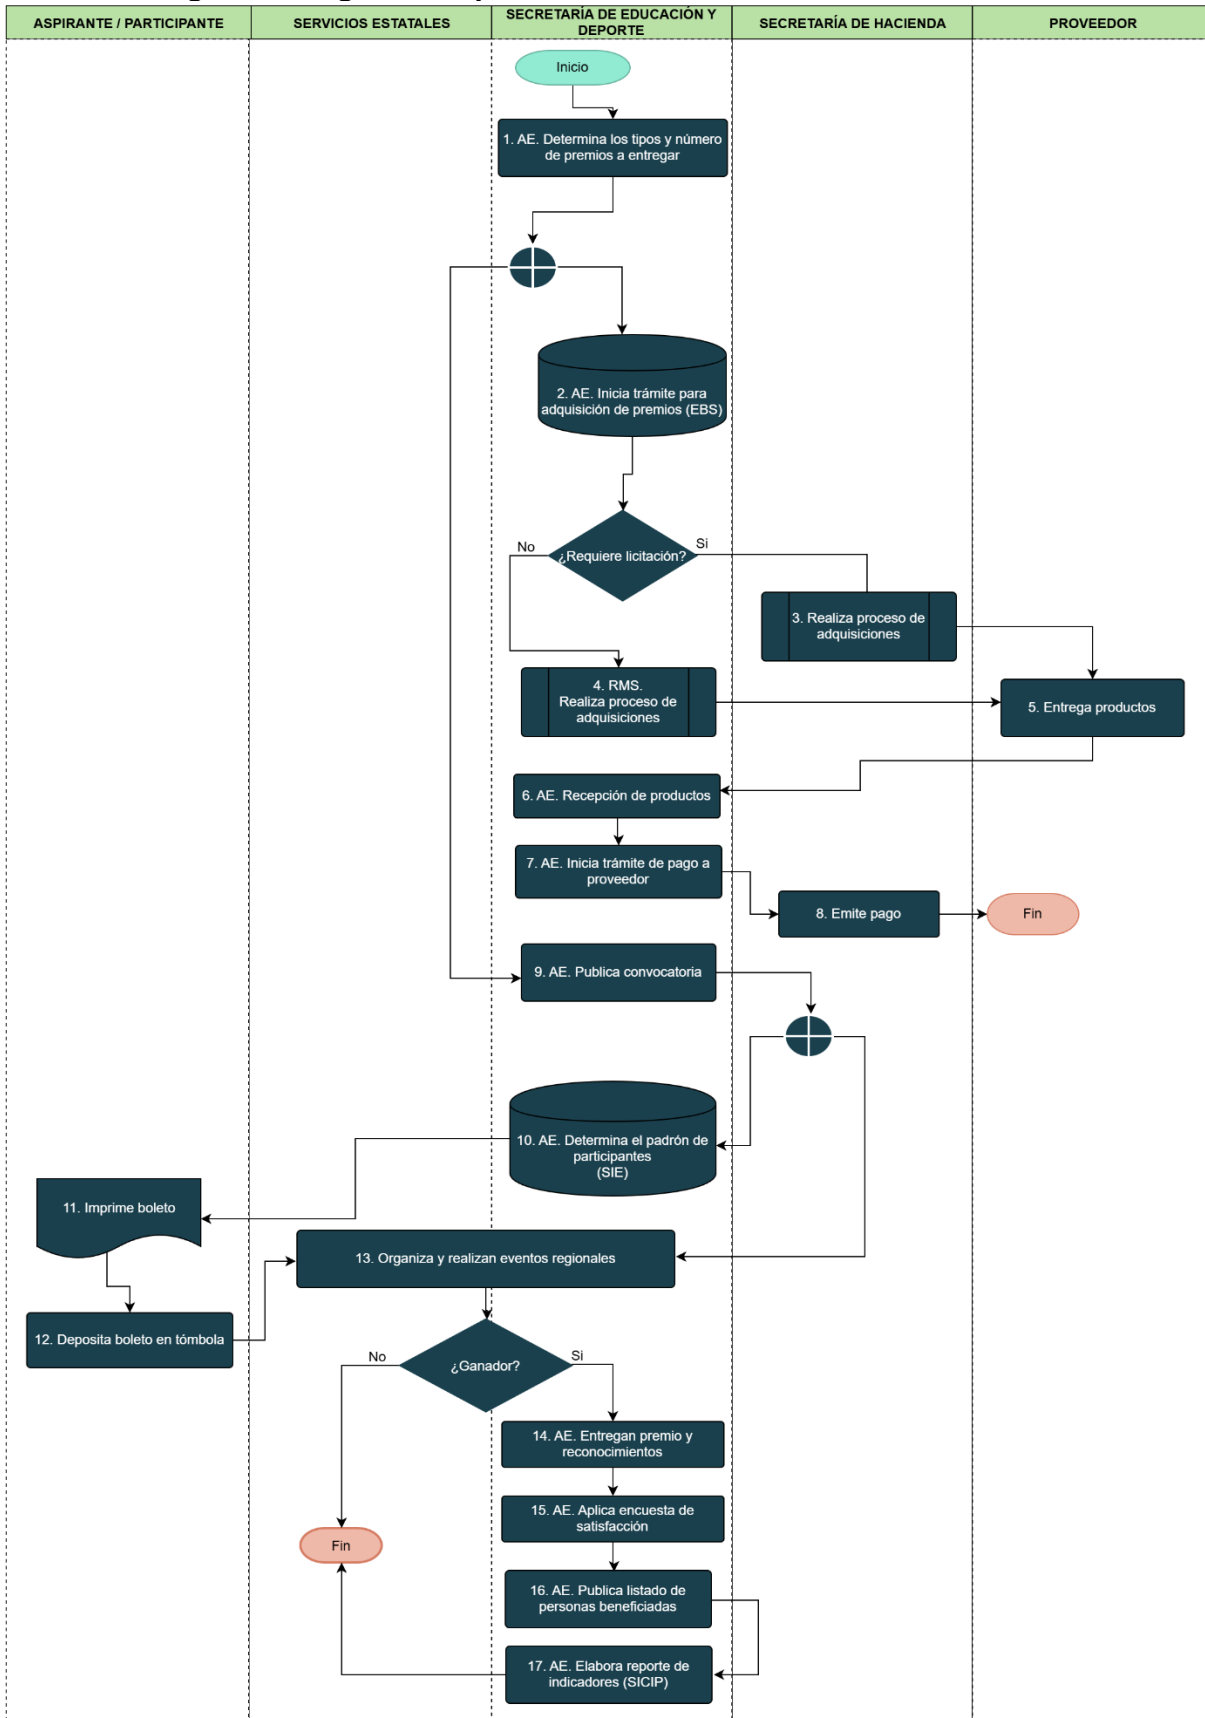 ASPIRANTE / PARTICIPANTE
SERVICIOS ESTATALES
SECRETARÍA DE EDUCACIÓN Y
DEPORTE
SECRETARÍA DE HACIENDA
PROVEEDOR
Inicio
1. AE. Determina los tipos y número
de premios a entregar
2. AE. Inicia trámite para
adquisición de premios (EBS)
¿Requiere licitación?
No
Si
3. Realiza proceso de
adquisiciones
4. RMS.
Realiza proceso de
adquisiciones
5. Entrega productos
6. AE. Recepción de productos
7. AE. Inicia trámite de pago a
proveedor
8. Emite pago
Fin
9. AE. Publica convocatoria
10. AE. Determina el padrón de
participantes
(SIE)
11. Imprime boleto
12. Deposita boleto en tómbola
13. Organiza y realizan eventos regionales
¿Ganador?
No
Si
14. AE. Entregan premio y
reconocimientos
15. AE. Aplica encuesta de
satisfacción
Fin
16. AE. Publica listado de
personas beneficiadas
17. AE. Elabora reporte de
indicadores (SICIP)